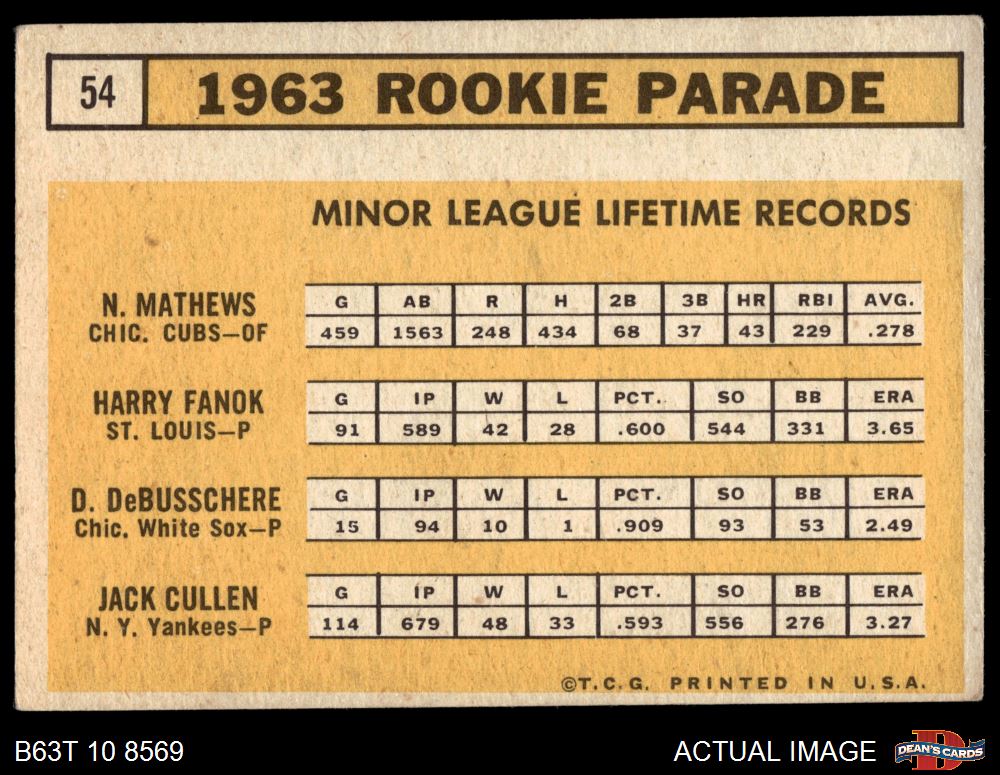 54 1963 ROOKIE PARADE
MINOR LEAGUE LIFETIME RECORDS
N. MATHEWS
CHIC. CUBS—OF
G AB R H 2B 3B HR RBI AVG.
459 1563 248 434 68 37 43 229 .278
HARRY FANOK
ST. LOUIS—P
G IP W L PCT. SO BB ERA
91 589 42 28 .600 544 331 3.65
D. DeBUSSCHERE
Chic. White Sox—P
G IP W L PCT. SO BB ERA
15 94 10 1 .909 93 53 2.49
JACK CULLEN
N. Y. Yankees—P
G IP W L PCT. SO BB ERA
114 679 48 33 .593 556 276 3.27
©T.C.G. PRINTED IN U.S.A.
B63T 10 8569 ACTUAL IMAGE DEAN'S CARDS